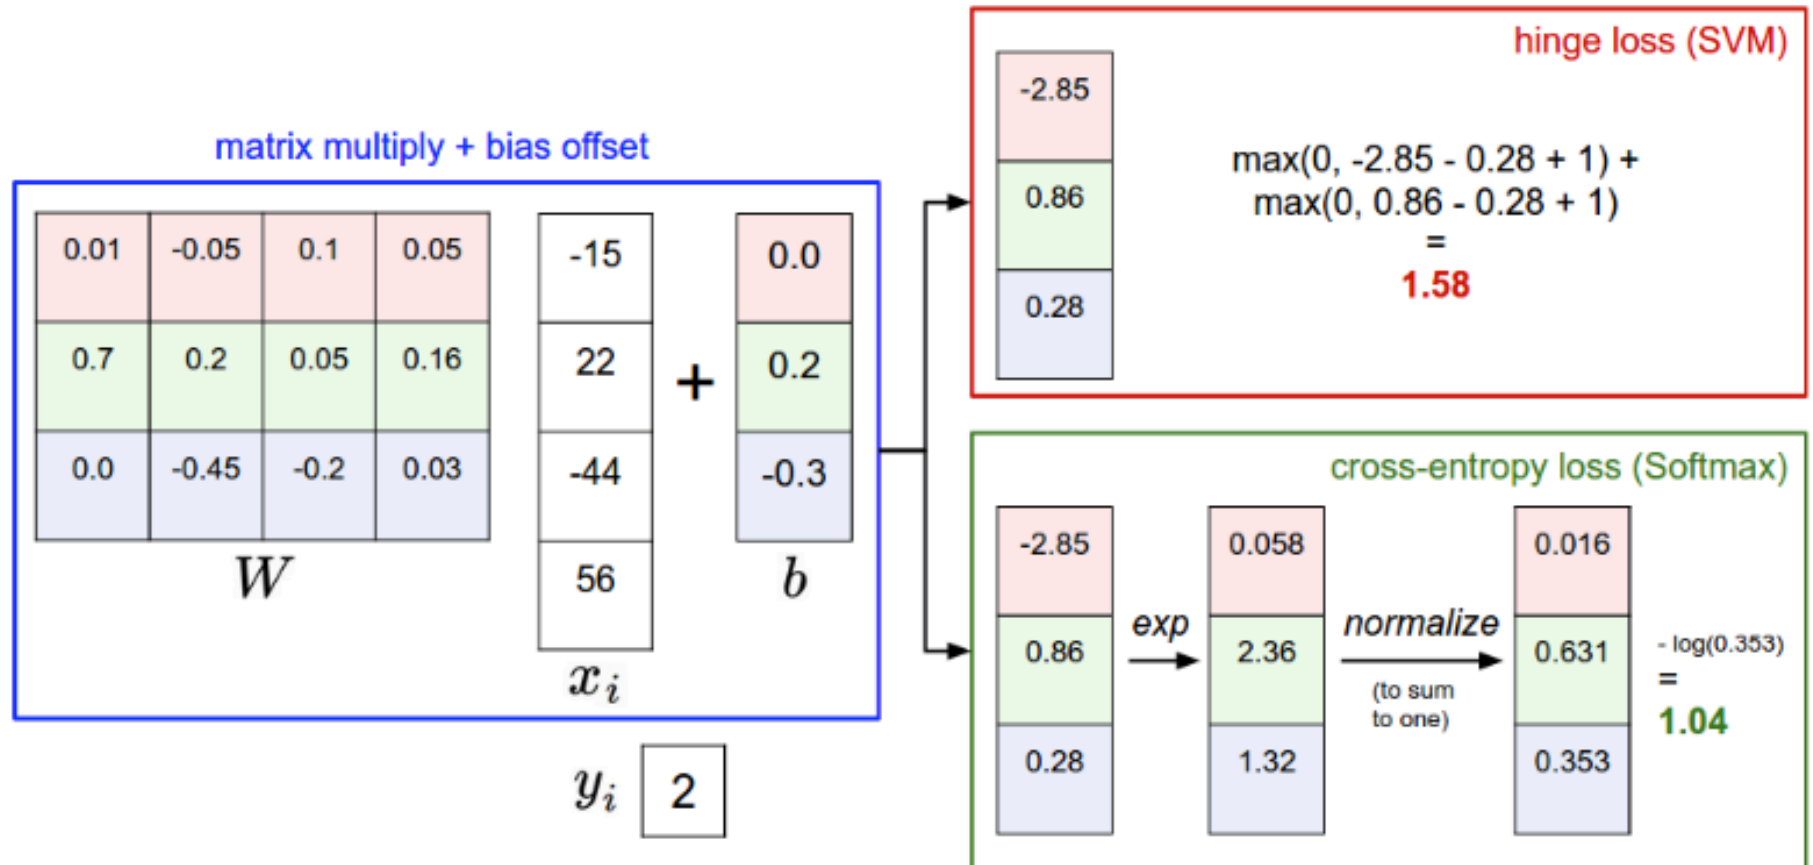 matrix multiply + bias offset
0.01 -0.05 0.1 0.05
0.7 0.2 0.05 0.16
0.0 -0.45 -0.2 0.03
W
-15
22
-44
56
x_i
+
0.0
0.2
-0.3
b
y_i 2
hinge loss (SVM)
-2.85
0.86
0.28
max(0, -2.85 - 0.28 + 1) +
max(0, 0.86 - 0.28 + 1)
=
1.58
cross-entropy loss (Softmax)
-2.85
0.86
0.28
exp
0.058
2.36
1.32
normalize
(to sum
to one)
0.016
0.631
0.353
- log(0.353)
=
1.04